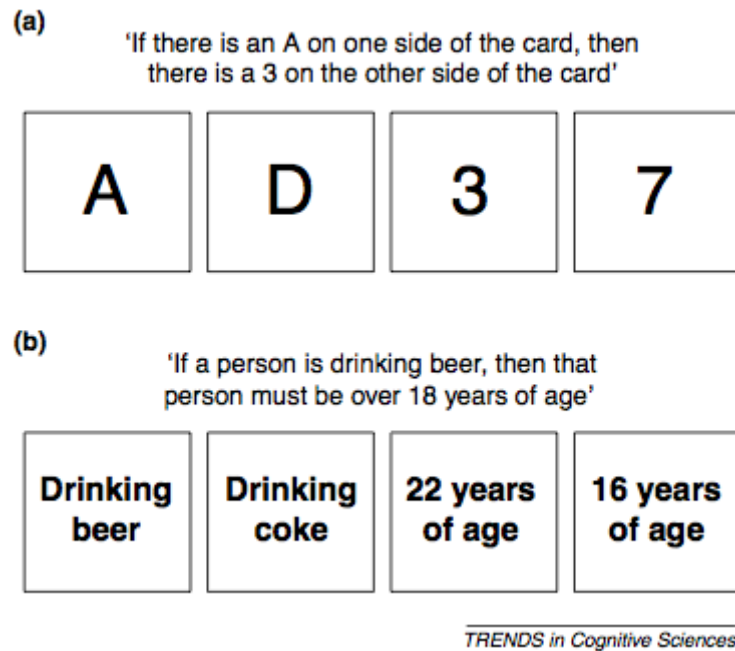 (a)
'If there is an A on one side of the card, then
there is a 3 on the other side of the card'
A D 3 7
(b)
'If a person is drinking beer, then that
person must be over 18 years of age'
Drinking beer
Drinking coke
22 years of age
16 years of age
TRENDS in Cognitive Sciences